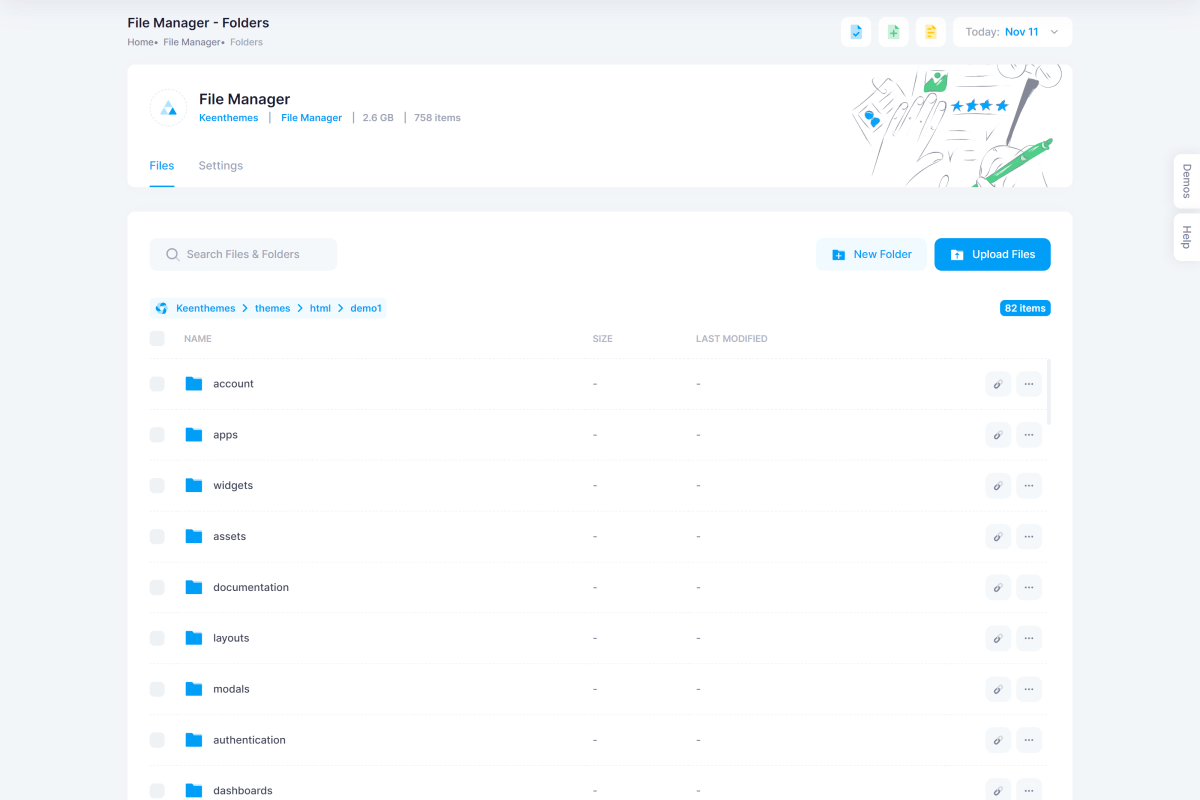 File Manager - Folders
Home• File Manager• Folders
Today: Nov 11
File Manager
Keenthemes | File Manager | 2.6 GB | 758 items
Files Settings
Demos
Help
Search Files & Folders
New Folder
Upload Files
Keenthemes > themes > html > demo1
82 items
NAME SIZE LAST MODIFIED
account - -
apps - -
widgets - -
assets - -
documentation - -
layouts - -
modals - -
authentication - -
dashboards - -